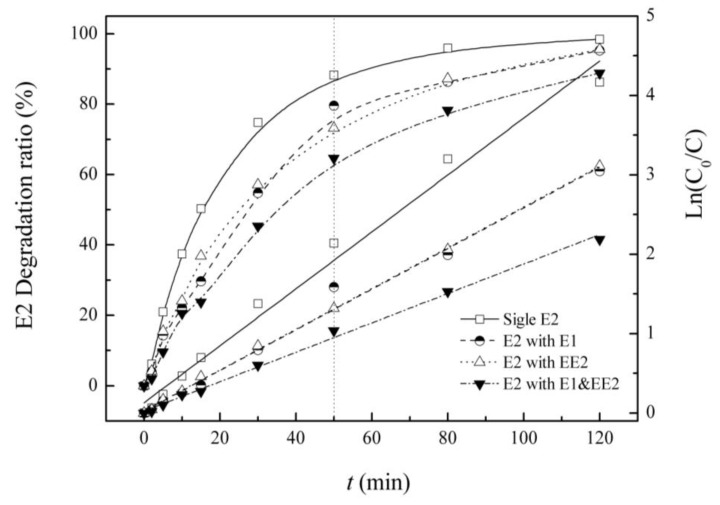 100
80
60
40
20
0
E2 Degradation ratio (%)
5
4
3
2
1
0
Ln(C₀/C)
Sigle E2
E2 with E1
E2 with EE2
E2 with E1&EE2
0 20 40 60 80 100 120
t (min)